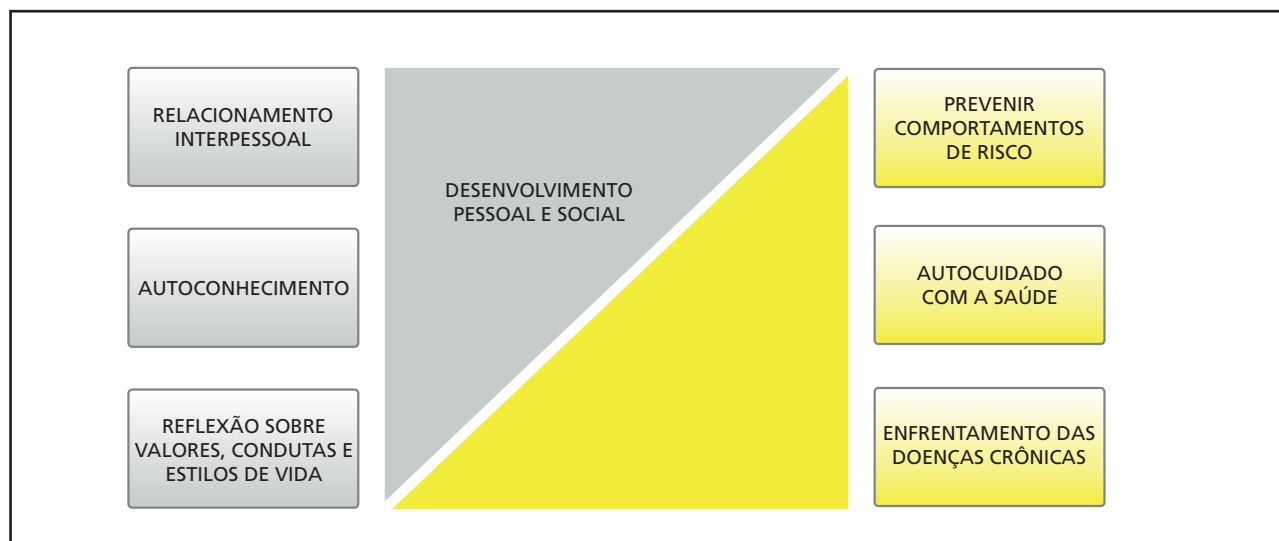 RELACIONAMENTO
INTERPESSOAL
AUTOCONHECIMENTO
REFLEXÃO SOBRE
VALORES, CONDUTAS E
ESTILOS DE VIDA
DESENVOLVIMENTO
PESSOAL E SOCIAL
PREVENIR
COMPORTAMENTOS
DE RISCO
AUTOCUIDADO
COM A SAÚDE
ENFRENTAMENTO DAS
DOENÇAS CRÔNICAS